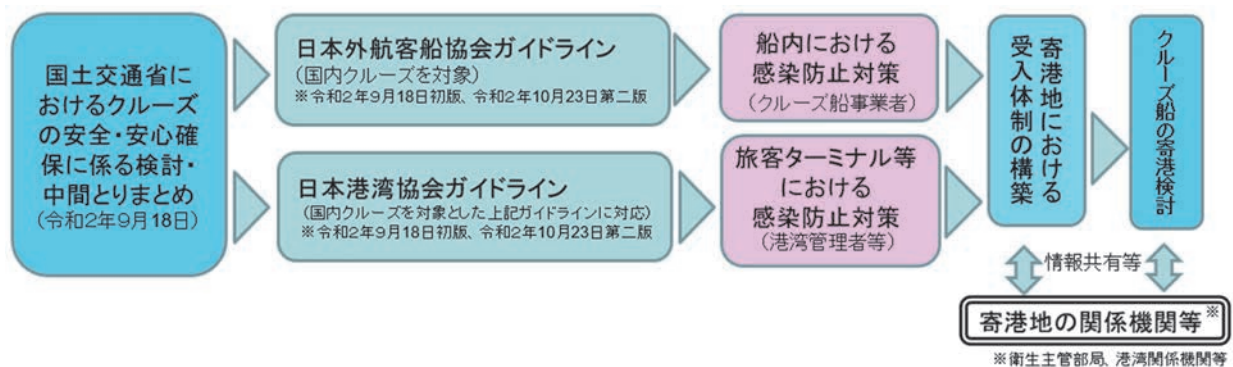 国土交通省に
おけるクルーズ
の安全・安心確
保に係る検討・
中間とりまとめ
(令和2年9月18日)
日本外航客船協会ガイドライン
(国内クルーズを対象)
※令和2年9月18日初版、令和2年10月23日第二版
日本港湾協会ガイドライン
(国内クルーズを対象とした上記ガイドラインに対応)
※令和2年9月18日初版、令和2年10月23日第二版
船内における
感染防止対策
(クルーズ船事業者)
旅客ターミナル等
における
感染防止対策
(港湾管理者等)
寄港地における
受入体制の構築
クルーズ船の寄港検討
情報共有等
寄港地の関係機関等※
※衛生主管部局、港湾関係機関等